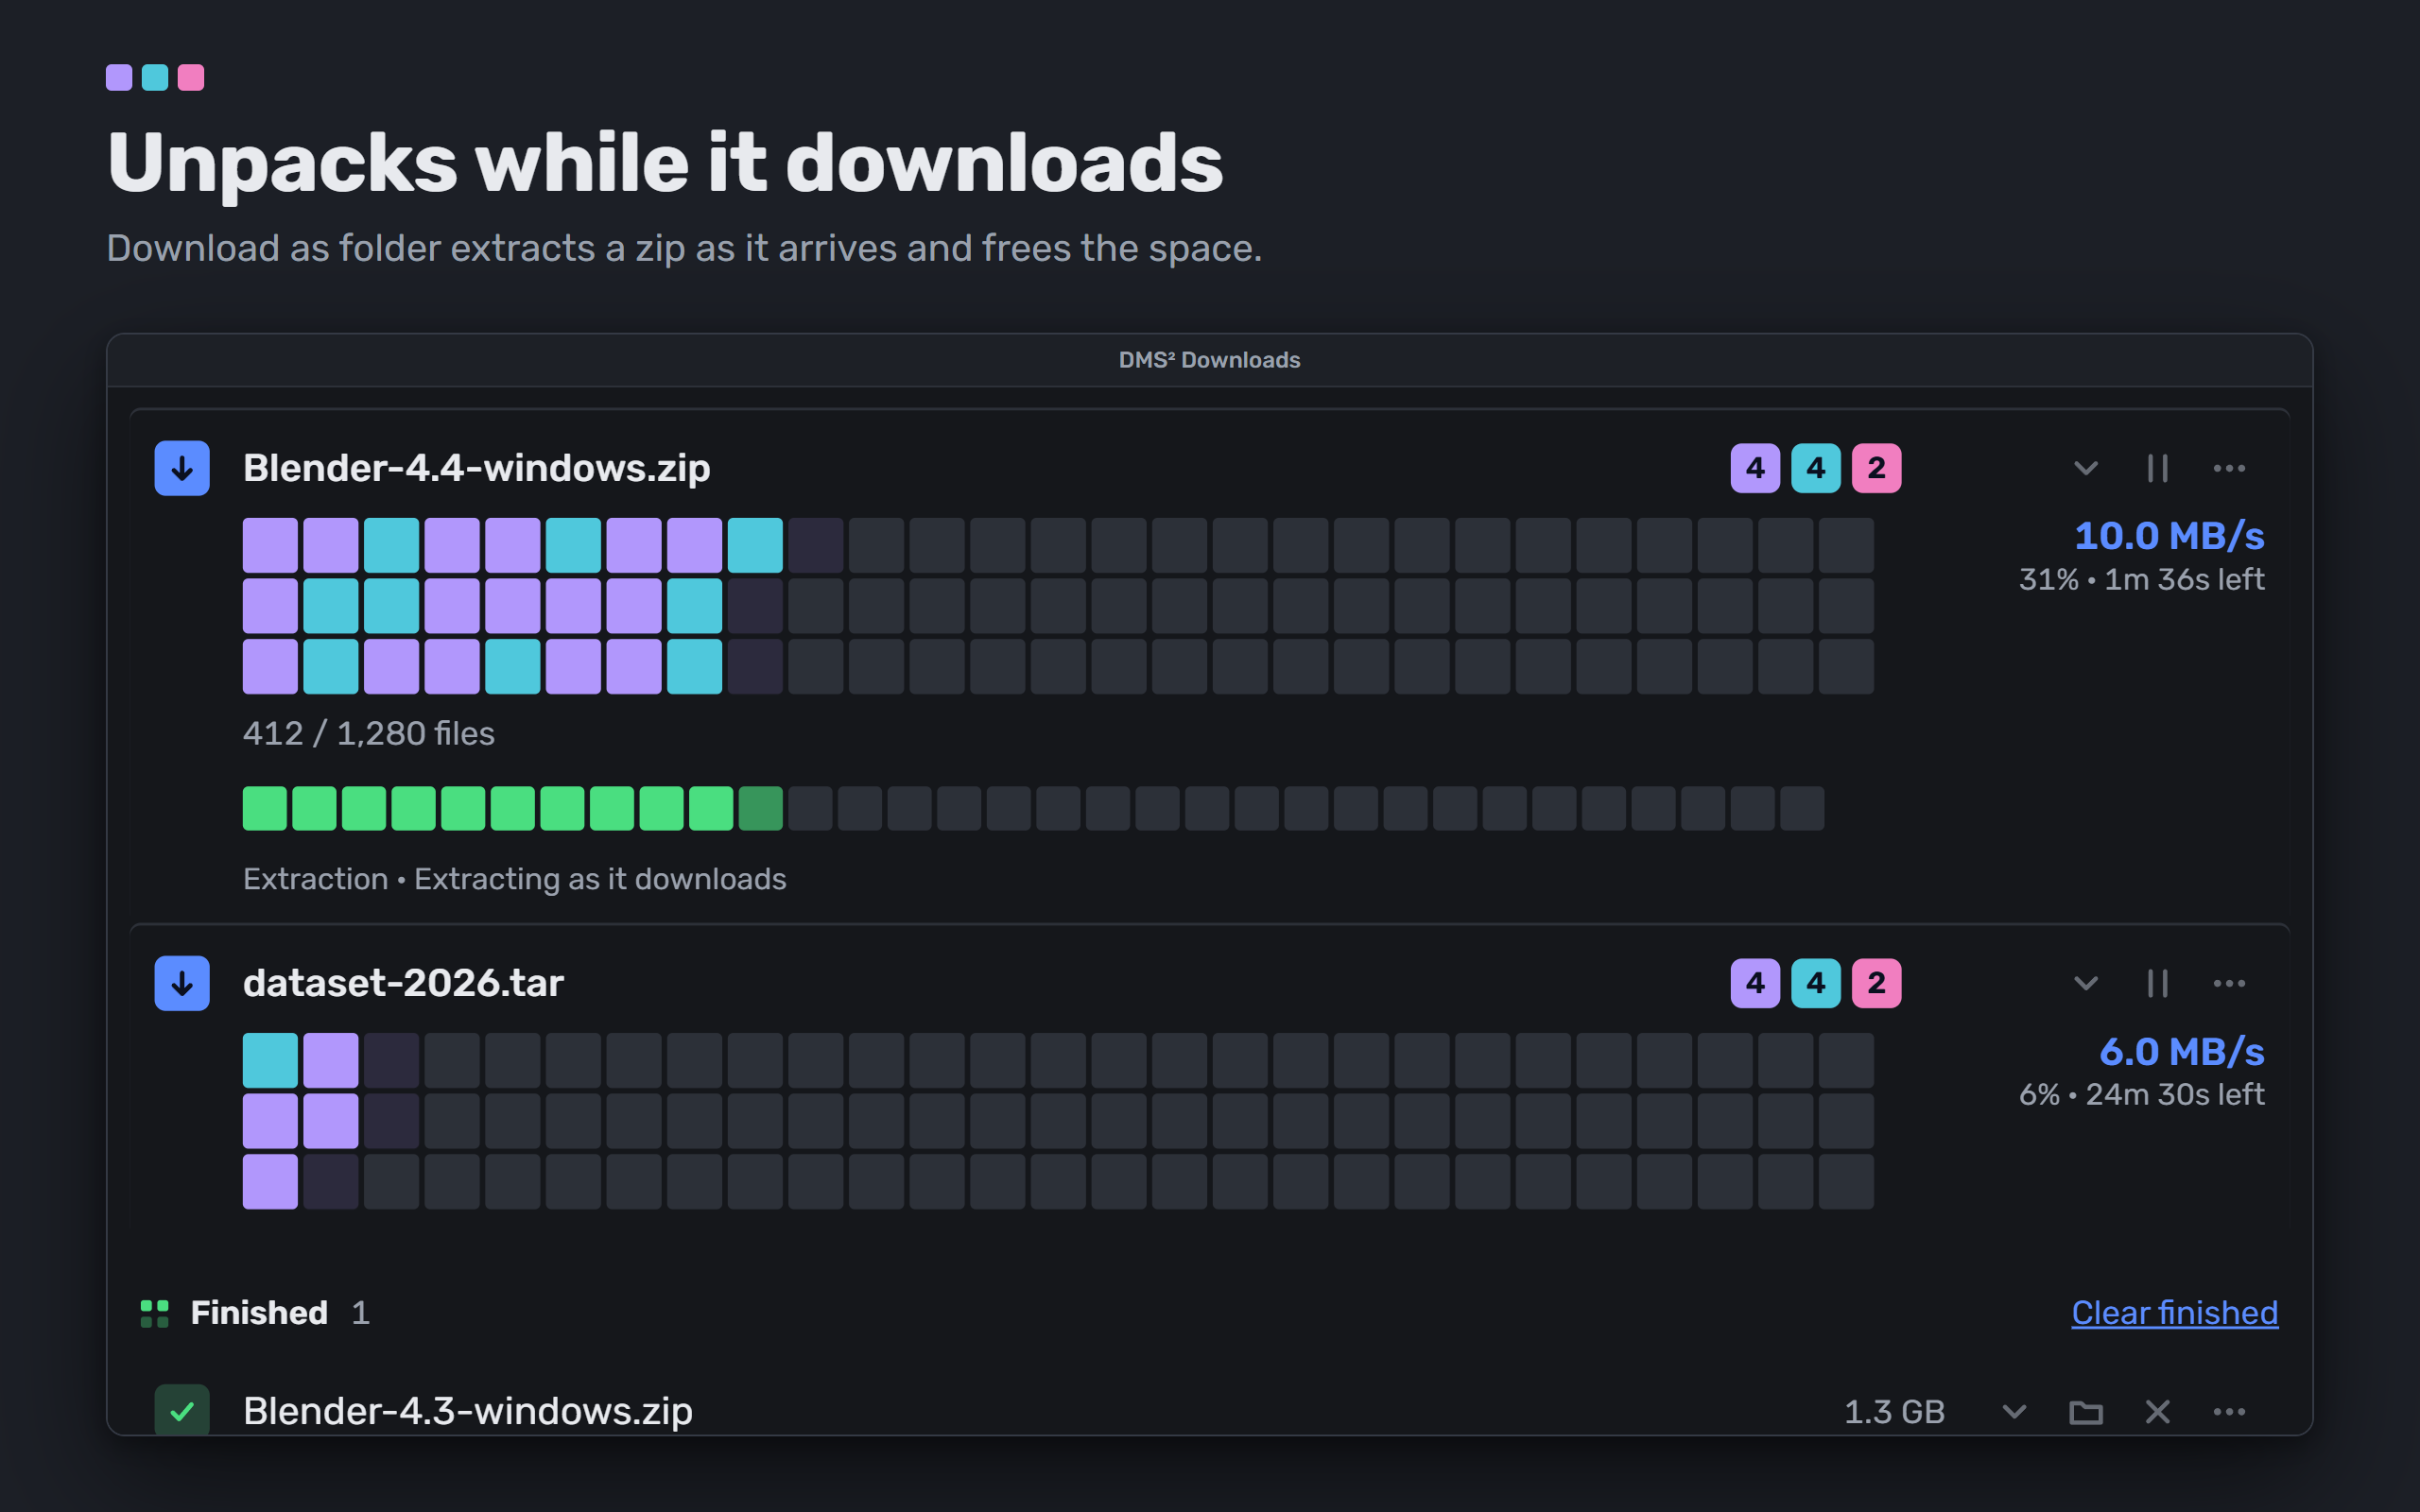 Unpacks while it downloads
Download as folder extracts a zip as it arrives and frees the space.
DMS² Downloads
Blender-4.4-windows.zip
4 4 2
10.0 MB/s
31% • 1m 36s left
412 / 1,280 files
Extraction • Extracting as it downloads
dataset-2026.tar
4 4 2
6.0 MB/s
6% • 24m 30s left
Finished 1
Clear finished
Blender-4.3-windows.zip
1.3 GB